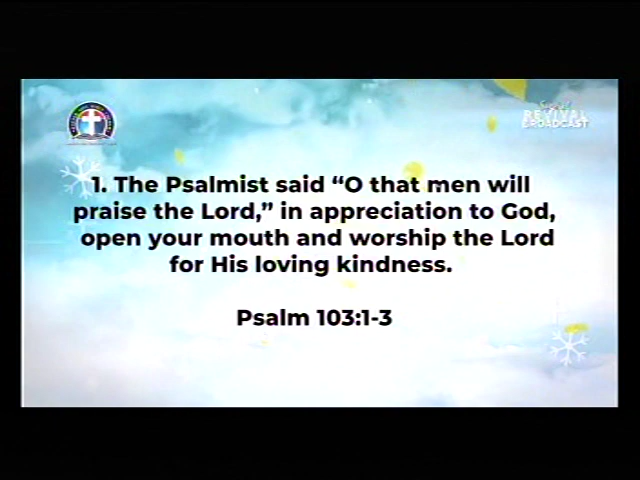 REVIVAL
BROADCAST
1. The Psalmist said “O that men will
praise the Lord,” in appreciation to God,
open your mouth and worship the Lord
for His loving kindness.
Psalm 103:1-3